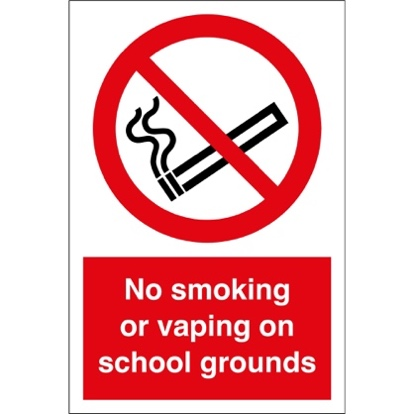 No smoking
or vaping on
school grounds